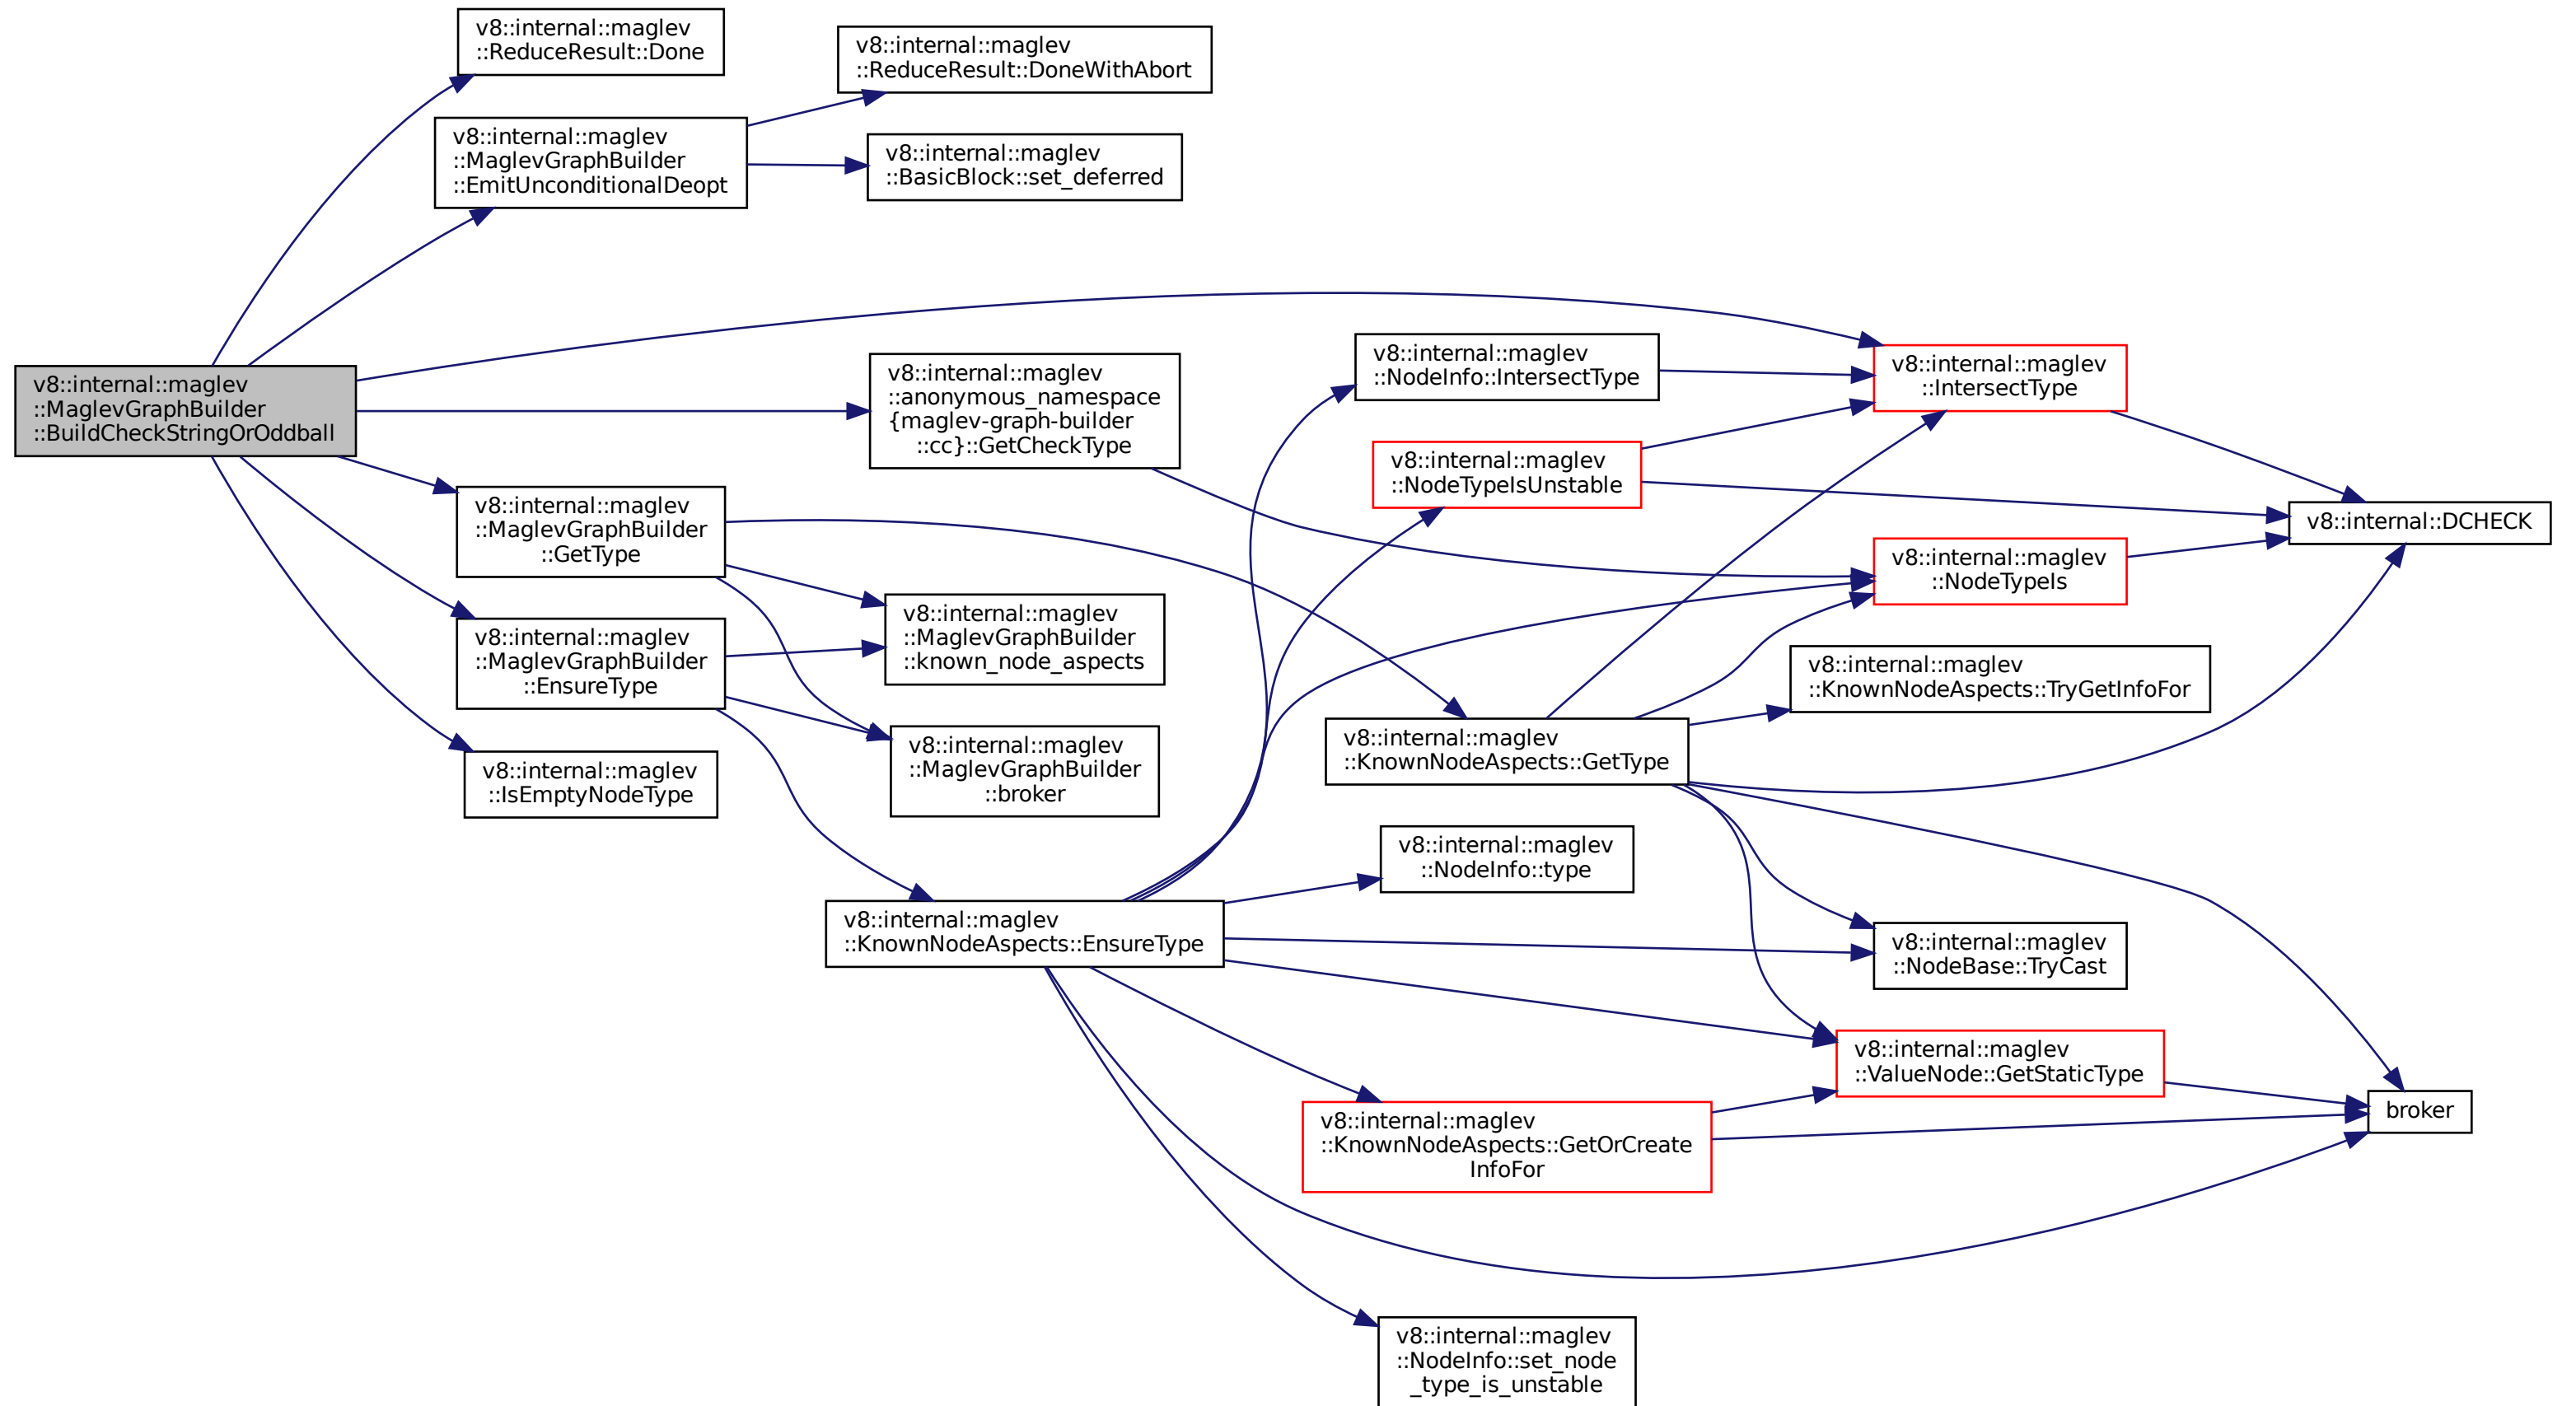 v8::internal::maglev
::ReduceResult::Done
v8::internal::maglev
::ReduceResult::DoneWithAbort
v8::internal::maglev
::MaglevGraphBuilder
::EmitUnconditionalDeopt
v8::internal::maglev
::BasicBlock::set_deferred
v8::internal::maglev
::MaglevGraphBuilder
::BuildCheckStringOrOddball
v8::internal::maglev
::anonymous_namespace
{maglev-graph-builder
::cc}::GetCheckType
v8::internal::maglev
::NodeInfo::IntersectType
v8::internal::maglev
::IntersectType
v8::internal::maglev
::NodeTypeIsUnstable
v8::internal::DCHECK
v8::internal::maglev
::MaglevGraphBuilder
::GetType
v8::internal::maglev
::NodeTypeIs
v8::internal::maglev
::MaglevGraphBuilder
::known_node_aspects
v8::internal::maglev
::MaglevGraphBuilder
::EnsureType
v8::internal::maglev
::KnownNodeAspects::TryGetInfoFor
v8::internal::maglev
::MaglevGraphBuilder
::broker
v8::internal::maglev
::KnownNodeAspects::GetType
v8::internal::maglev
::IsEmptyNodeType
v8::internal::maglev
::NodeInfo::type
v8::internal::maglev
::KnownNodeAspects::EnsureType
v8::internal::maglev
::NodeBase::TryCast
v8::internal::maglev
::ValueNode::GetStaticType
broker
v8::internal::maglev
::KnownNodeAspects::GetOrCreate
InfoFor
v8::internal::maglev
::NodeInfo::set_node
_type_is_unstable